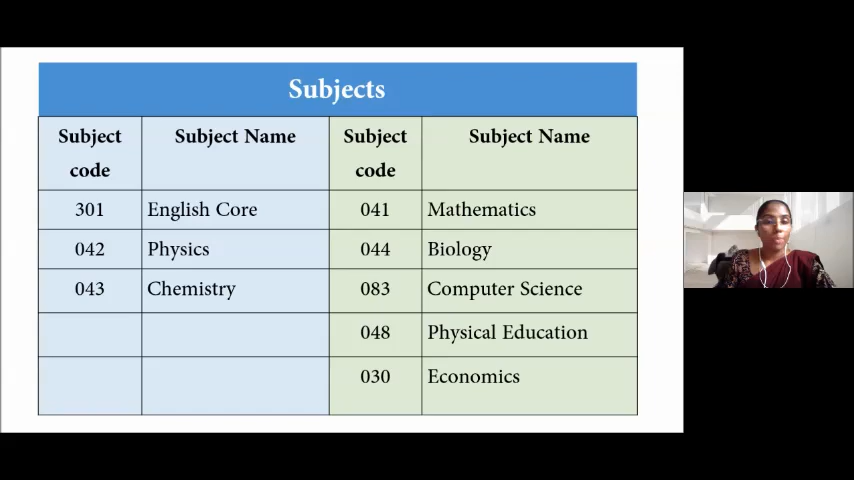 Subjects
Subject code Subject Name Subject code Subject Name
301 English Core 041 Mathematics
042 Physics 044 Biology
043 Chemistry 083 Computer Science
048 Physical Education
030 Economics